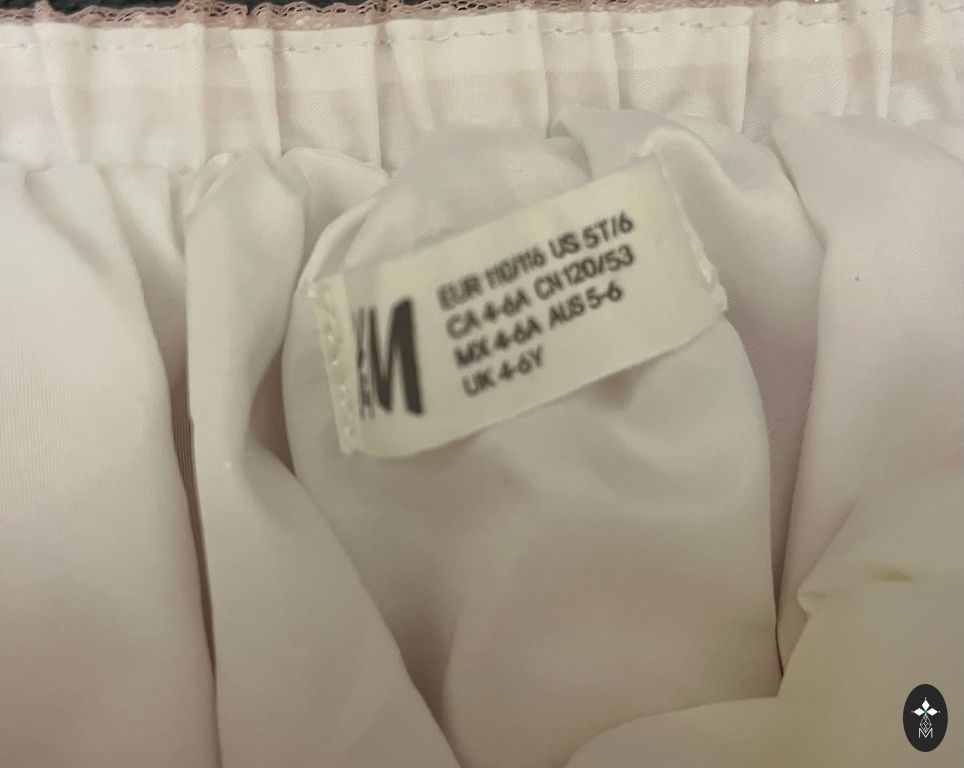 EUR 110/116 US 5T/6
CA 4-6A CN 120/53
MX 4-6A AUS 5-6
UK 4-6Y
M